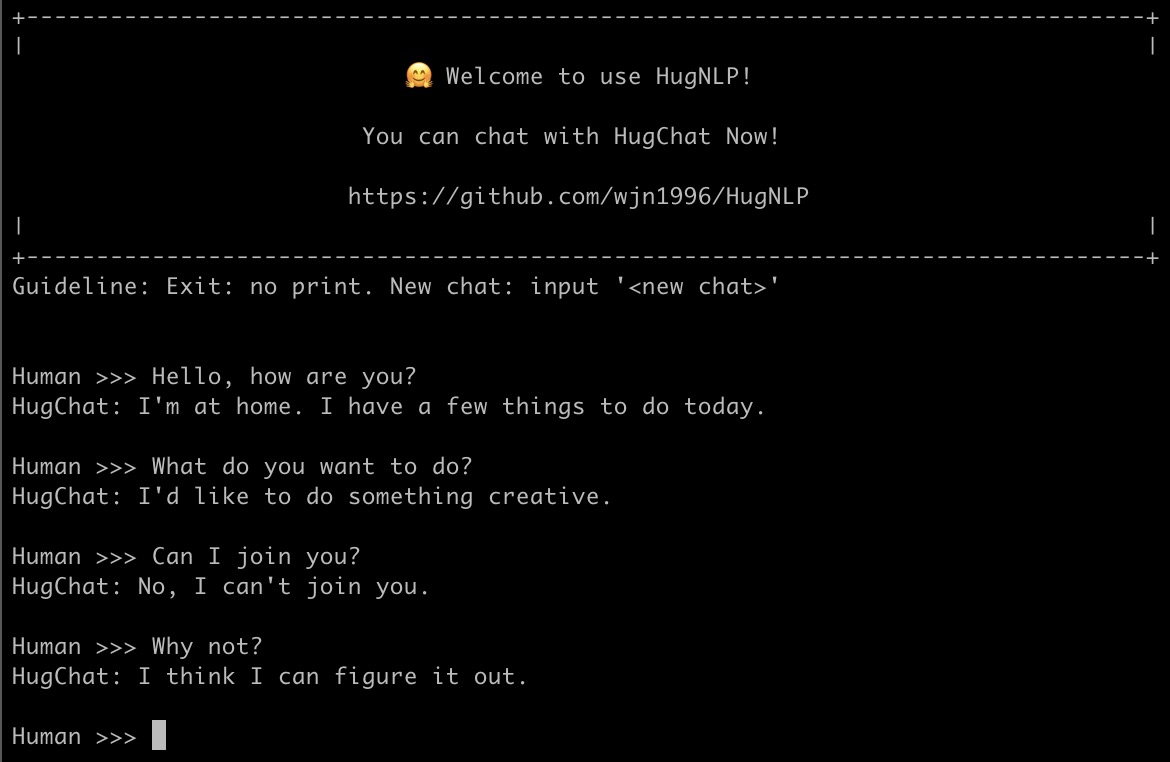 +--------------------------------------------------------------------------------+
|                                                                                |
🤗 Welcome to use HugNLP!
You can chat with HugChat Now!
https://github.com/wjn1996/HugNLP
|                                                                                |
+--------------------------------------------------------------------------------+
Guideline: Exit: no print. New chat: input '<new chat>'
Human >>> Hello, how are you?
HugChat: I'm at home. I have a few things to do today.
Human >>> What do you want to do?
HugChat: I'd like to do something creative.
Human >>> Can I join you?
HugChat: No, I can't join you.
Human >>> Why not?
HugChat: I think I can figure it out.
Human >>>